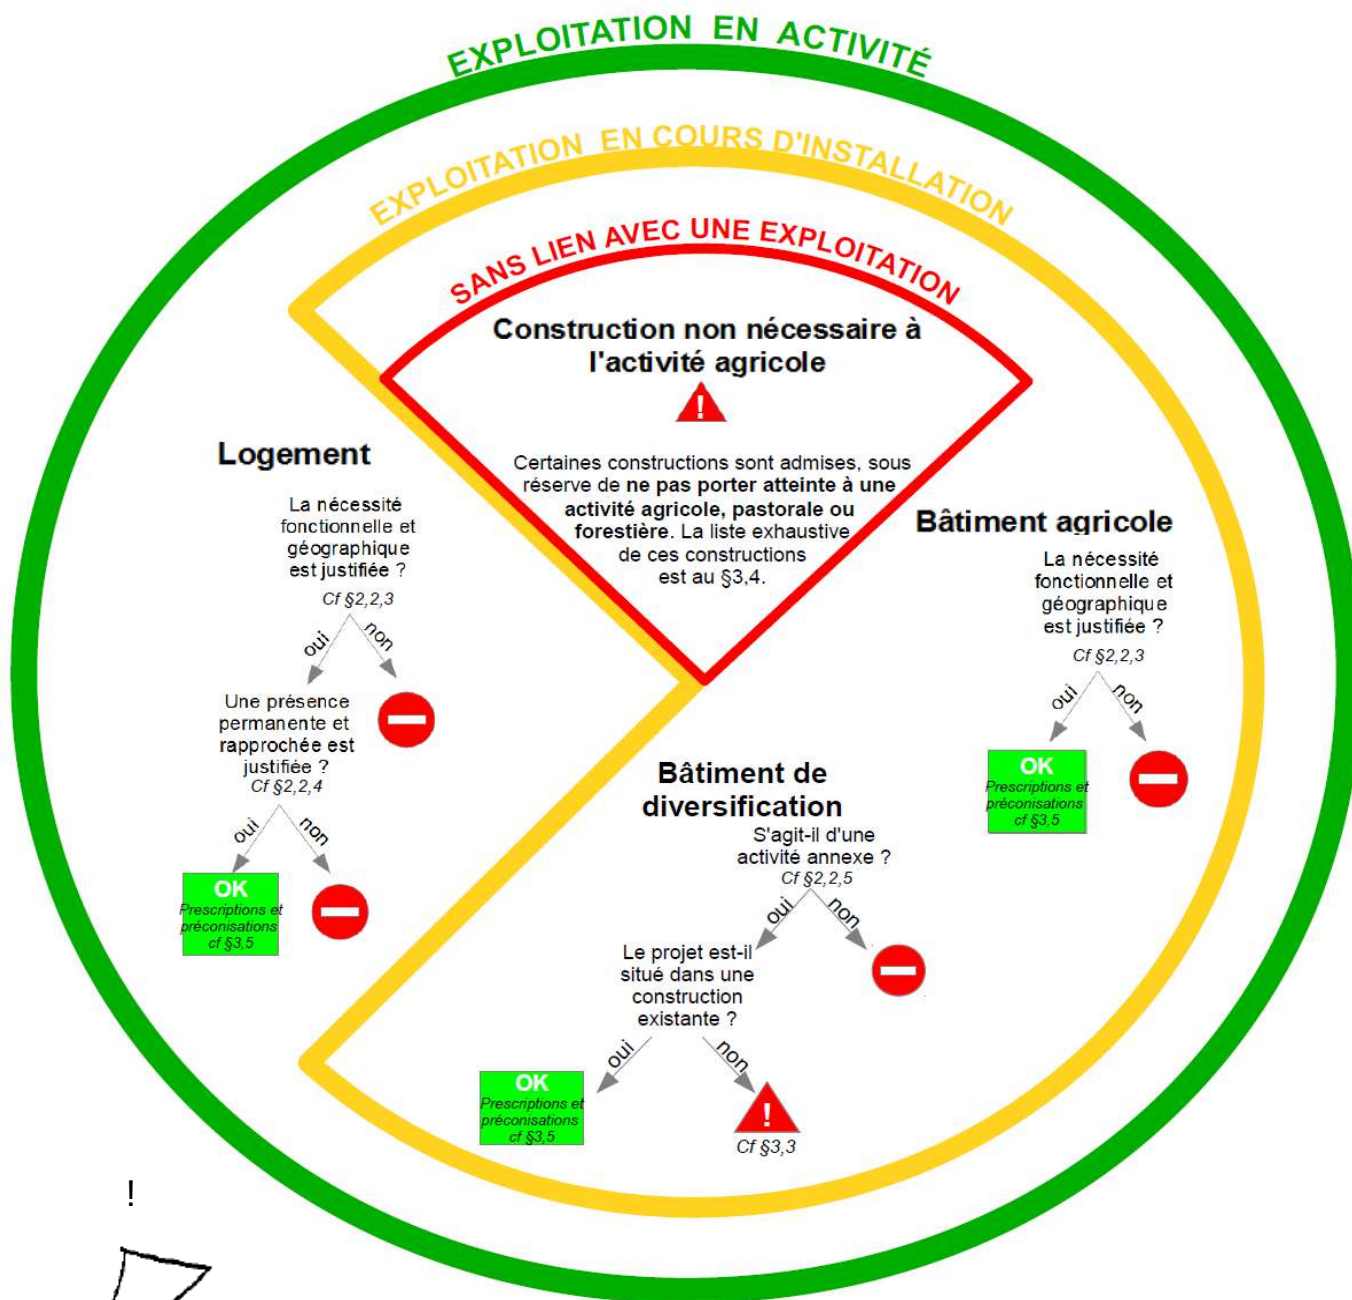 EXPLOITATION EN ACTIVITÉ
EXPLOITATION EN COURS D'INSTALLATION
SANS LIEN AVEC UNE EXPLOITATION
Construction non nécessaire à
l'activité agricole
!
Certaines constructions sont admises, sous
réserve de ne pas porter atteinte à une
activité agricole, pastorale ou
forestière. La liste exhaustive
de ces constructions
est au §3,4.
Logement
La nécessité
fonctionnelle et
géographique
est justifiée ?
Cf §2,2,3
oui
non
Une présence
permanente et
rapprochée est
justifiée ?
Cf §2,2,4
oui
non
OK
Prescriptions et
préconisations
cf §3,5
Bâtiment agricole
La nécessité
fonctionnelle et
géographique
est justifiée ?
Cf §2,2,3
oui
non
OK
Prescriptions et
préconisations
cf §3,5
Bâtiment de
diversification
S'agit-il d'une
activité annexe ?
Cf §2,2,5
oui
non
Le projet est-il
situé dans une
construction
existante ?
oui
non
OK
Prescriptions et
préconisations
cf §3,5
!
Cf §3,3
!